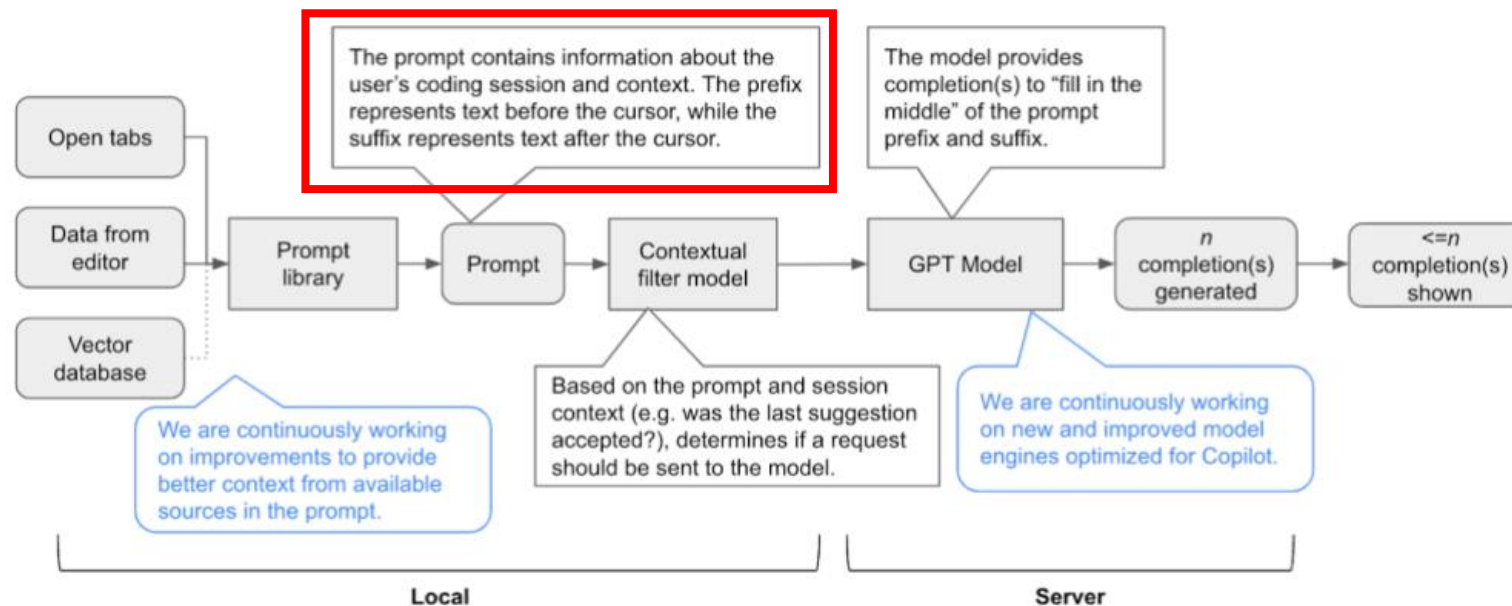 The prompt contains information about the
user's coding session and context. The prefix
represents text before the cursor, while the
suffix represents text after the cursor.
The model provides
completion(s) to "fill in the
middle" of the prompt
prefix and suffix.
Open tabs
Data from
editor
Vector
database
Prompt
library
Prompt
Contextual
filter model
GPT Model
n
completion(s)
generated
<=n
completion(s)
shown
We are continuously working
on improvements to provide
better context from available
sources in the prompt.
Based on the prompt and session
context (e.g. was the last suggestion
accepted?), determines if a request
should be sent to the model.
We are continuously working
on new and improved model
engines optimized for Copilot.
Local
Server